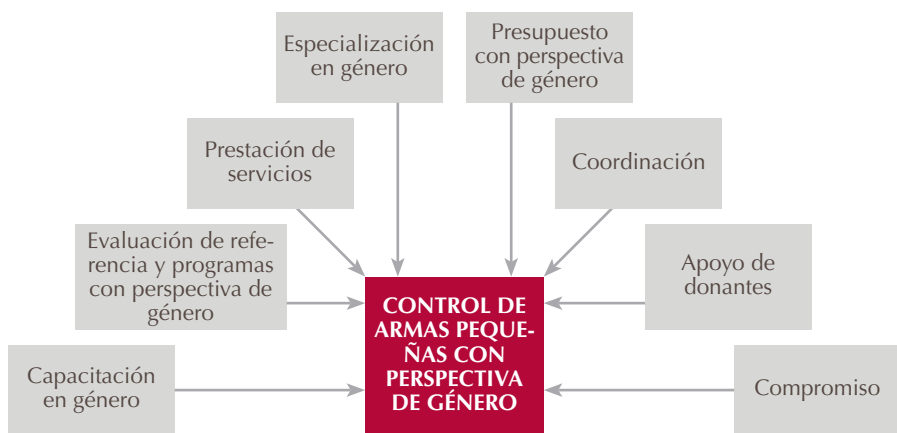 Especialización
en género
Presupuesto
con perspectiva
de género
Prestación de
servicios
Coordinación
Evaluación de refe-
rencia y programas
con perspectiva de
género
Apoyo de
donantes
CONTROL DE
ARMAS PEQUE-
ÑAS CON
PERSPECTIVA
DE GÉNERO
Capacitación
en género
Compromiso